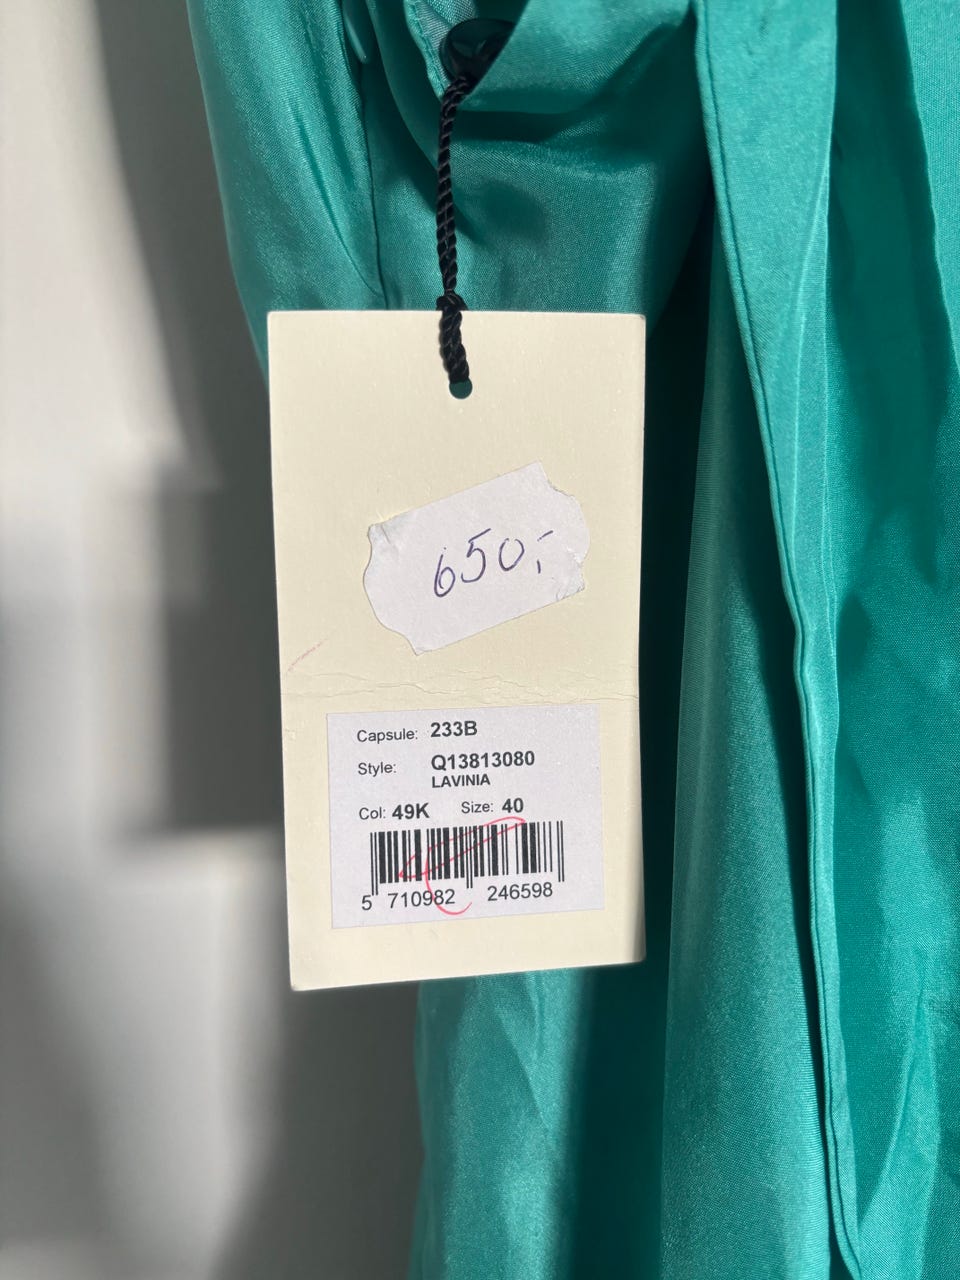 650,-
Capsule: 233B
Style: Q13813080
LAVINIA
Col: 49K Size: 40
5 710982 246598